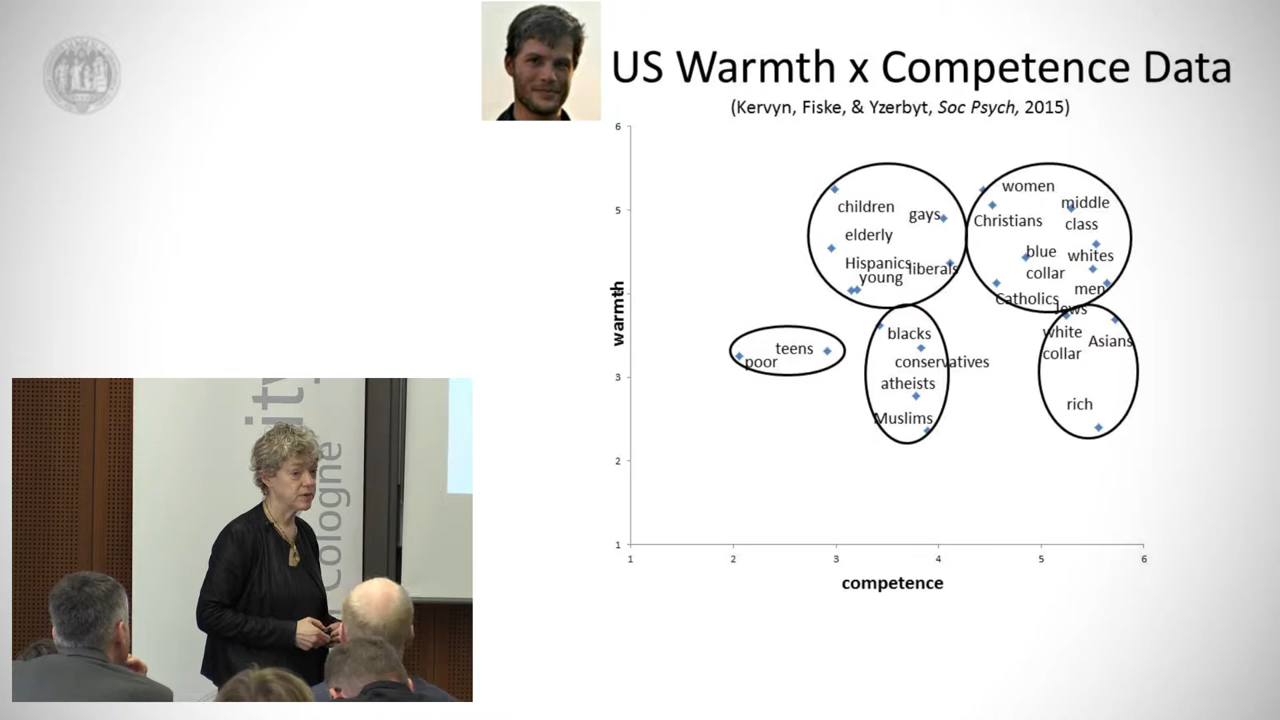 US Warmth x Competence Data
(Kervyn, Fiske, & Yzerbyt, Soc Psych, 2015)
6
5
3
2
1
warmth
children
gays
elderly
Hispanics
liberals
young
women
middle
class
Christians
blue
collar
whites
men
Catholics
Jews
white
collar
Asians
rich
blacks
conservatives
atheists
Muslims
teens
poor
1 2 3 4 5 6
competence
ity
Cologne